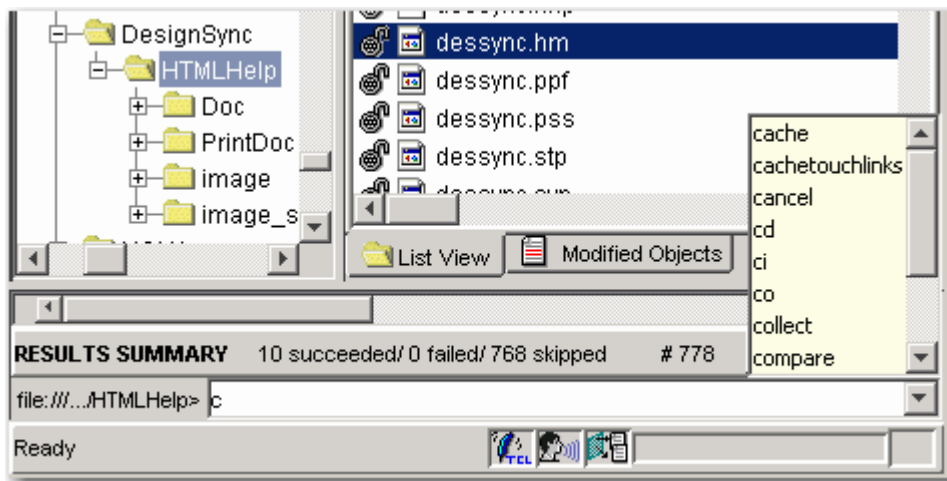 DesignSync
HTMLHelp
Doc
PrintDoc
image
image_s
dessync.hm
dessync.ppf
dessync.pss
dessync.stp
List View
Modified Objects
cache
cachetouchlinks
cancel
cd
ci
co
collect
compare
RESULTS SUMMARY 10 succeeded/ 0 failed/ 768 skipped # 778
file:///.../HTMLHelp> c
Ready
TCL